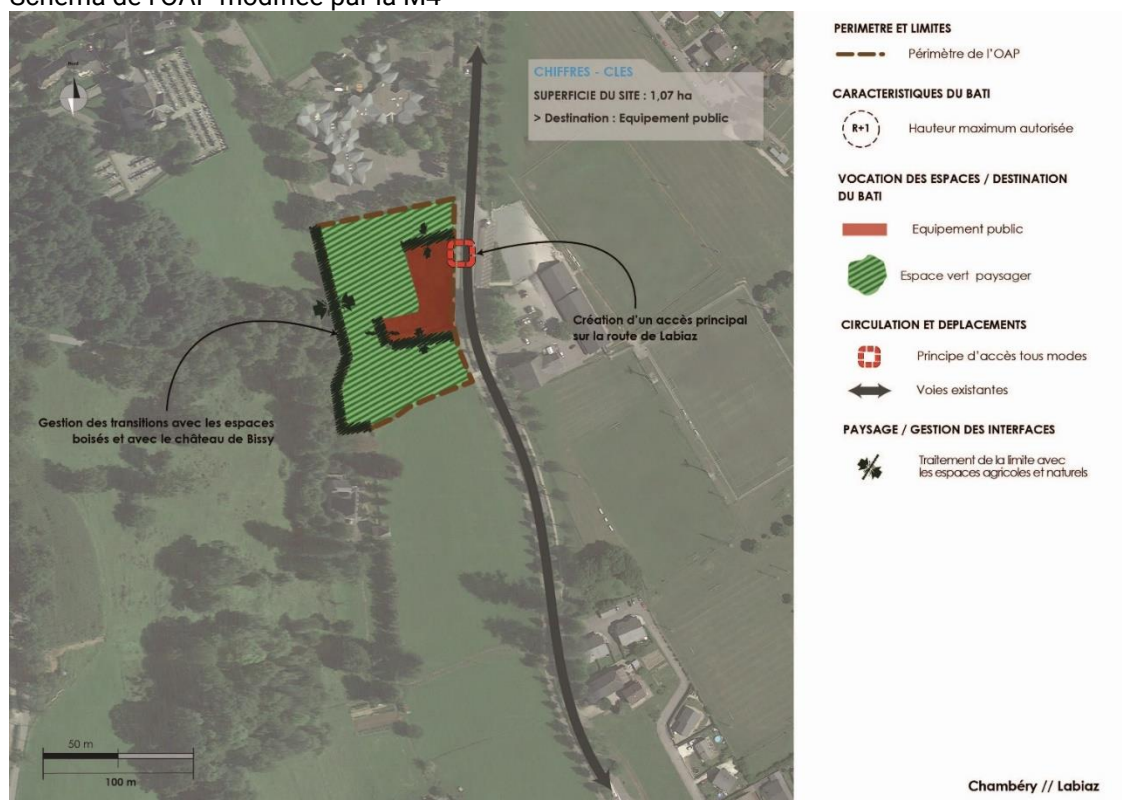 Schéma de l'OAP modifiée par la M4
Nord
CHIFFRES - CLES
SUPERFICIE DU SITE : 1,07 ha
> Destination : Equipement public
Création d'un accès principal
sur la route de Labiaz
Gestion des transitions avec les espaces
boisés et avec le château de Bissy
50 m
100 m
PERIMETRE ET LIMITES
Périmètre de l'OAP
CARACTERISTIQUES DU BATI
R+1
Hauteur maximum autorisée
VOCATION DES ESPACES / DESTINATION
DU BATI
Equipement public
Espace vert paysager
CIRCULATION ET DEPLACEMENTS
Principe d'accès tous modes
Voies existantes
PAYSAGE / GESTION DES INTERFACES
Traitement de la limite avec
les espaces agricoles et naturels
Chambéry // Labiaz